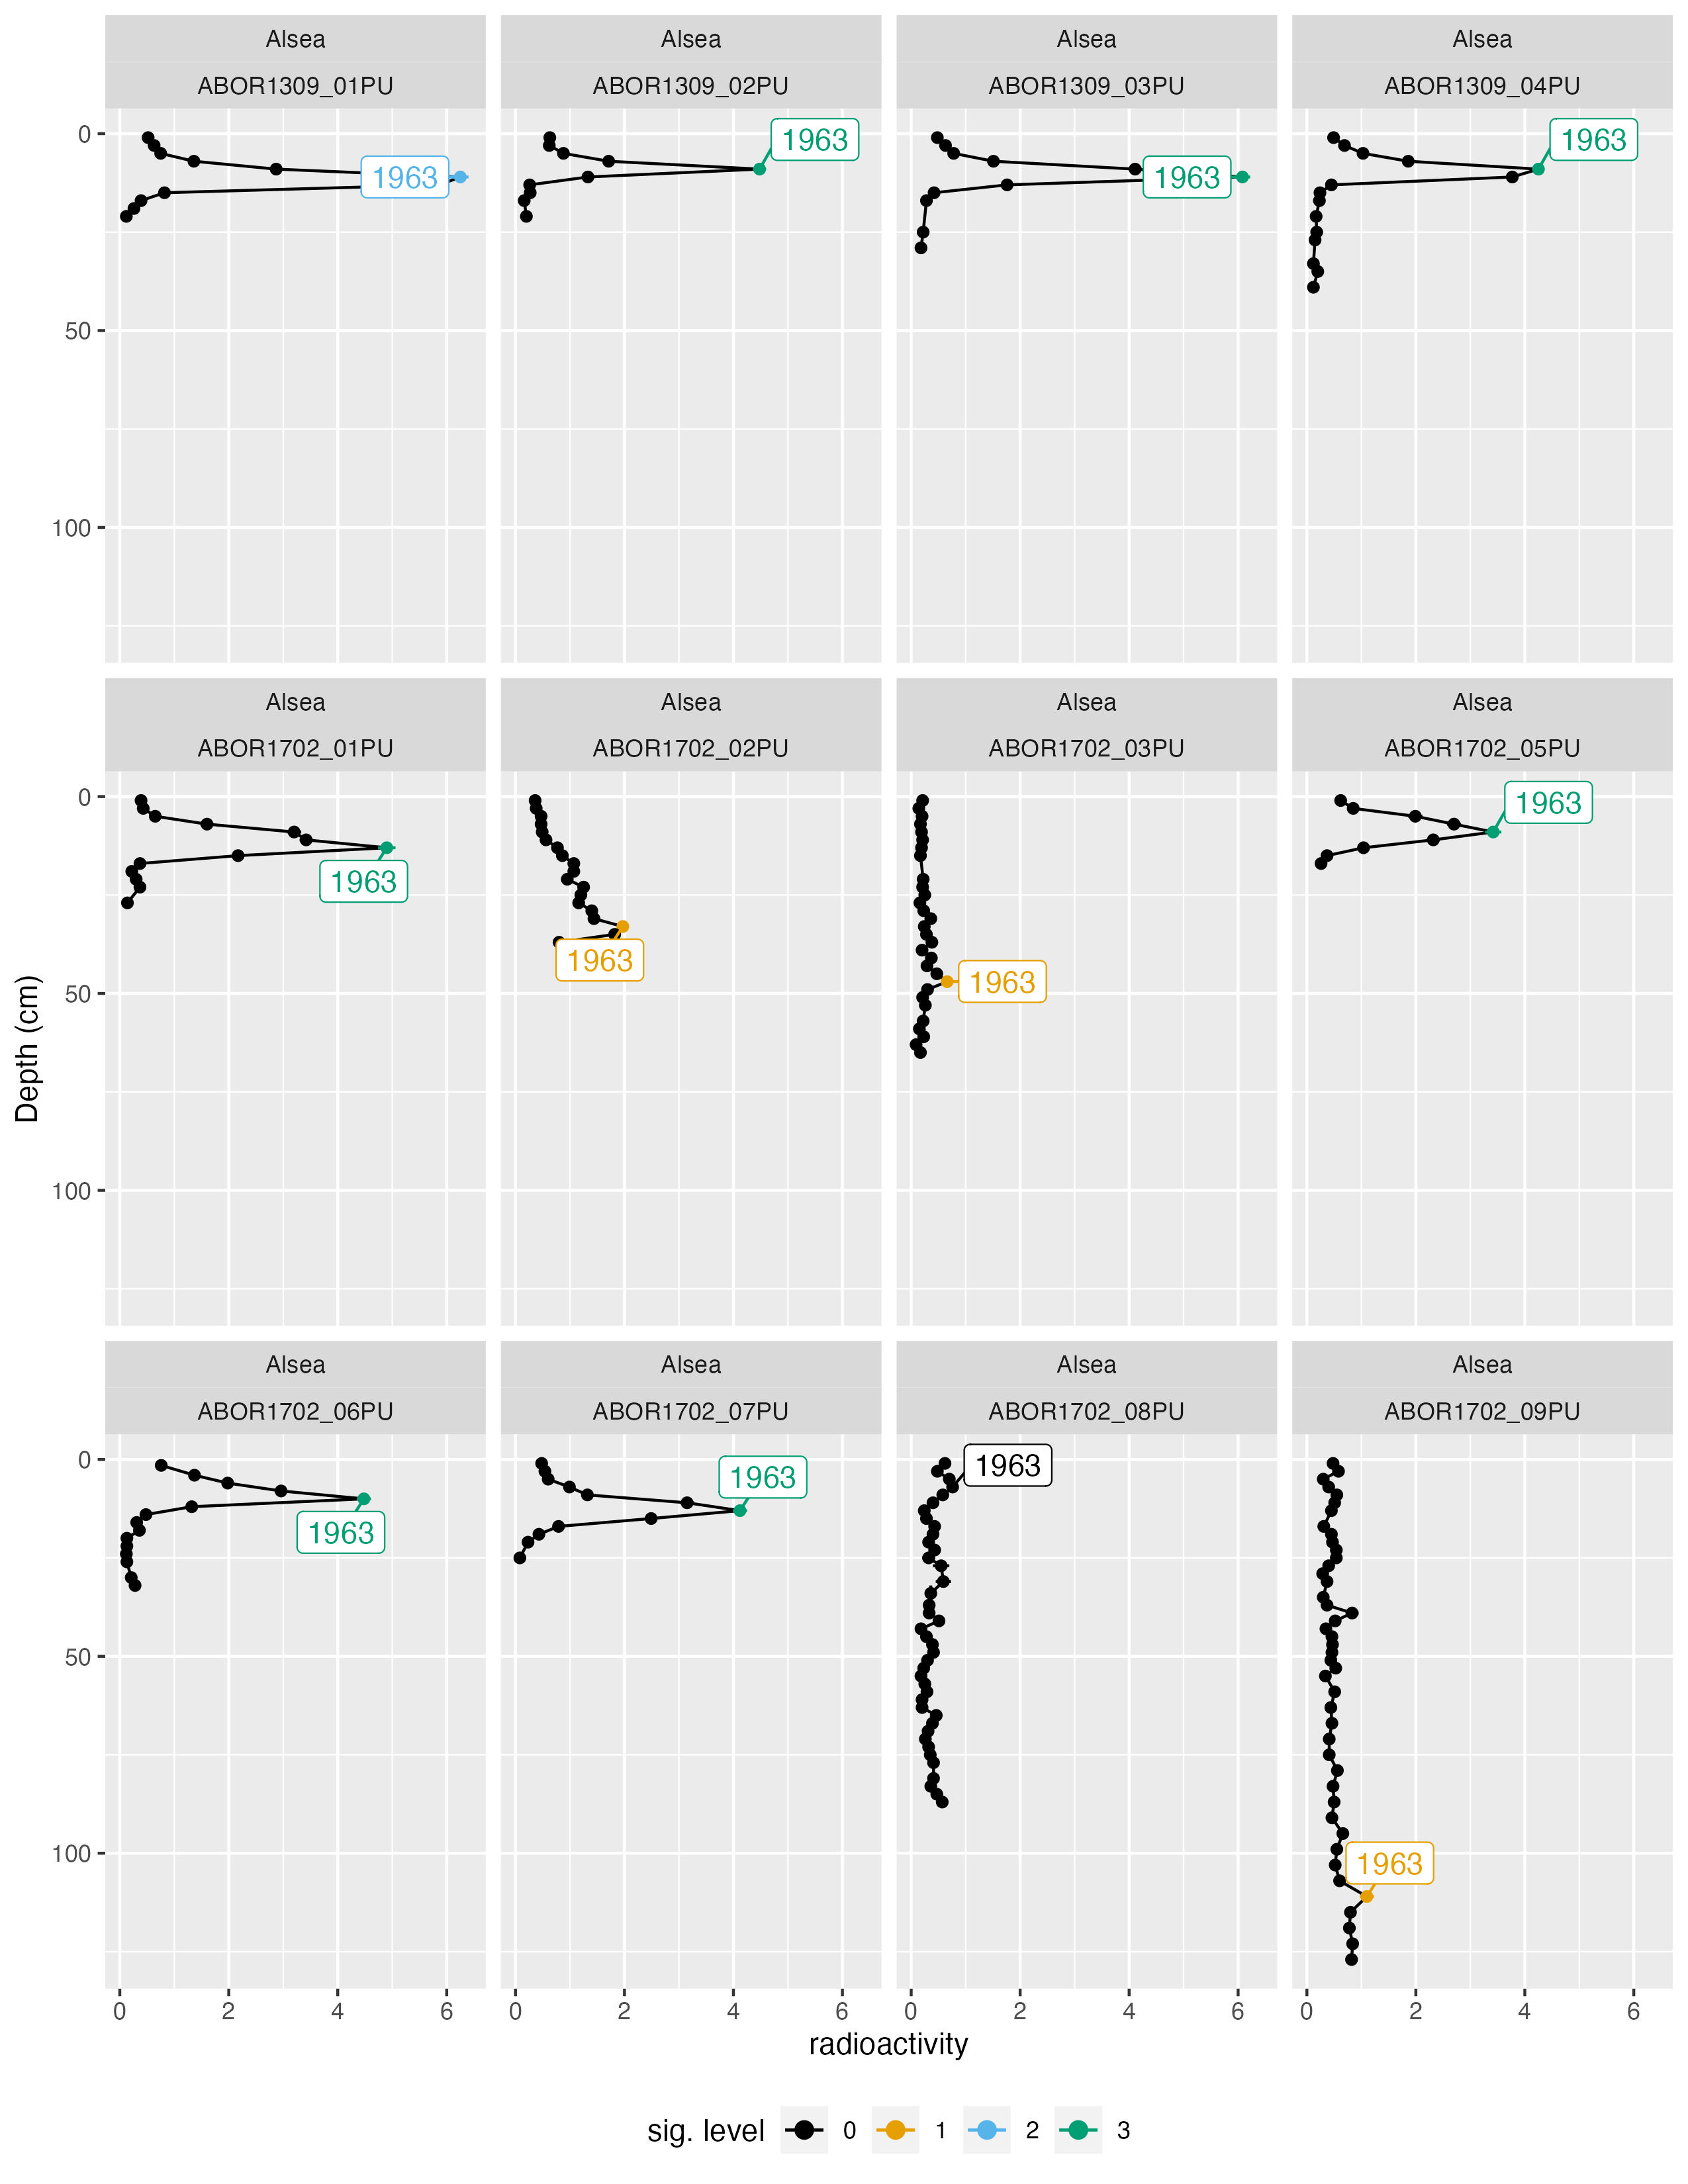 Alsea Alsea Alsea Alsea
ABOR1309_01PU ABOR1309_02PU ABOR1309_03PU ABOR1309_04PU
0
1963 1963 1963 1963
50
100
Alsea Alsea Alsea Alsea
ABOR1702_01PU ABOR1702_02PU ABOR1702_03PU ABOR1702_05PU
0
1963 1963 1963 1963
50
100
Depth (cm)
Alsea Alsea Alsea Alsea
ABOR1702_06PU ABOR1702_07PU ABOR1702_08PU ABOR1702_09PU
0
1963 1963 1963
50
100
1963
0 2 4 6 0 2 4 6 0 2 4 6 0 2 4 6
radioactivity
sig. level 0 1 2 3